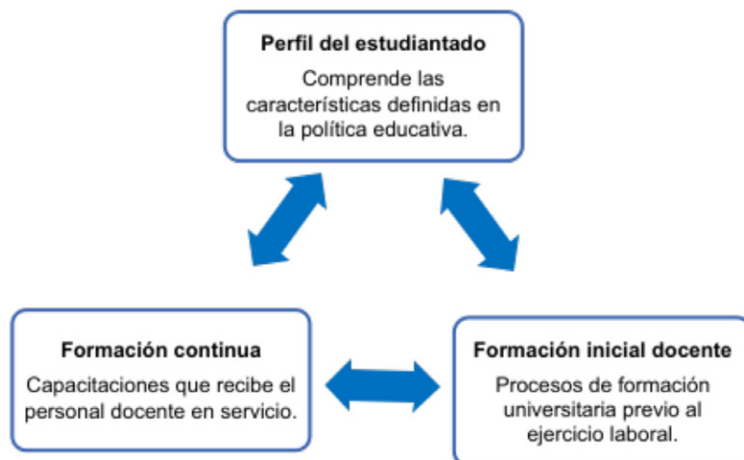 Perfil del estudiantado
Comprende las
características definidas en
la política educativa.
Formación continua
Capacitaciones que recibe el
personal docente en servicio.
Formación inicial docente
Procesos de formación
universitaria previo al
ejercicio laboral.